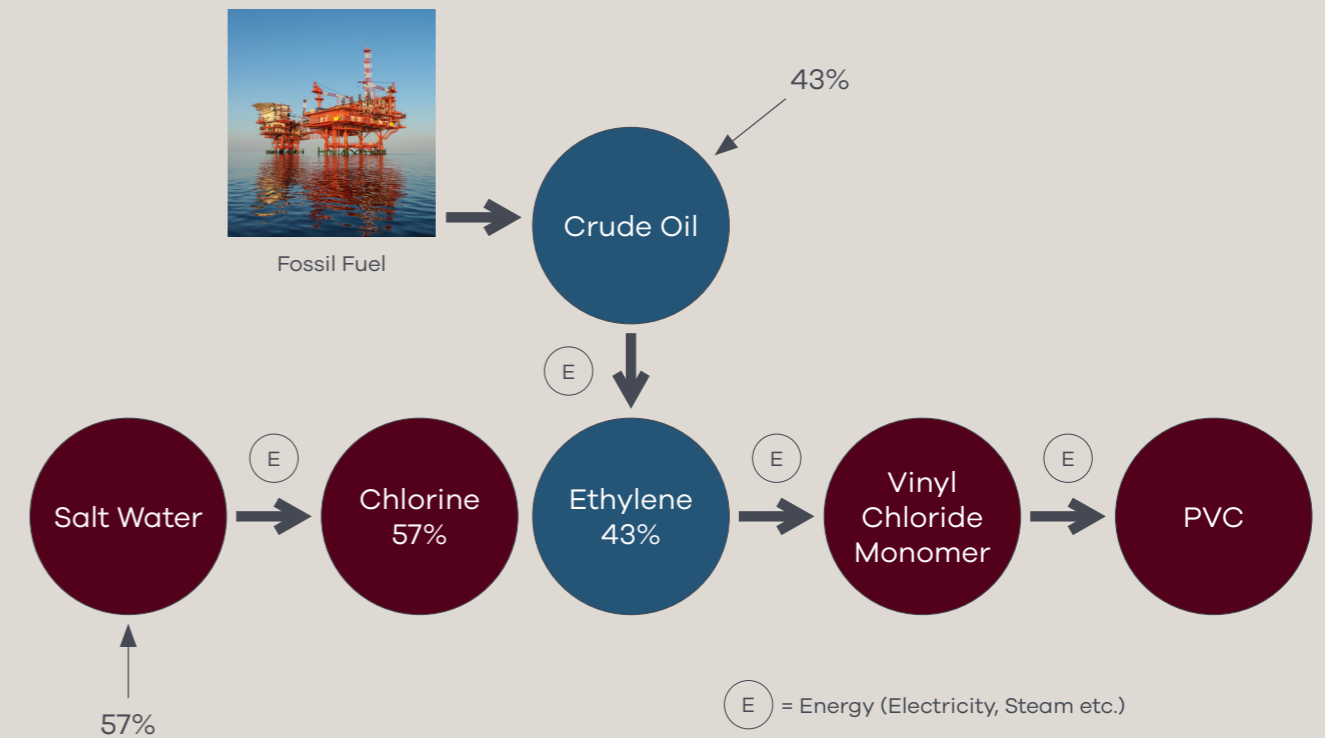 43%
Crude Oil
Fossil Fuel
E
Salt Water
E
Chlorine
57%
Ethylene
43%
E
Vinyl
Chloride
Monomer
E
PVC
57%
E = Energy (Electricity, Steam etc.)